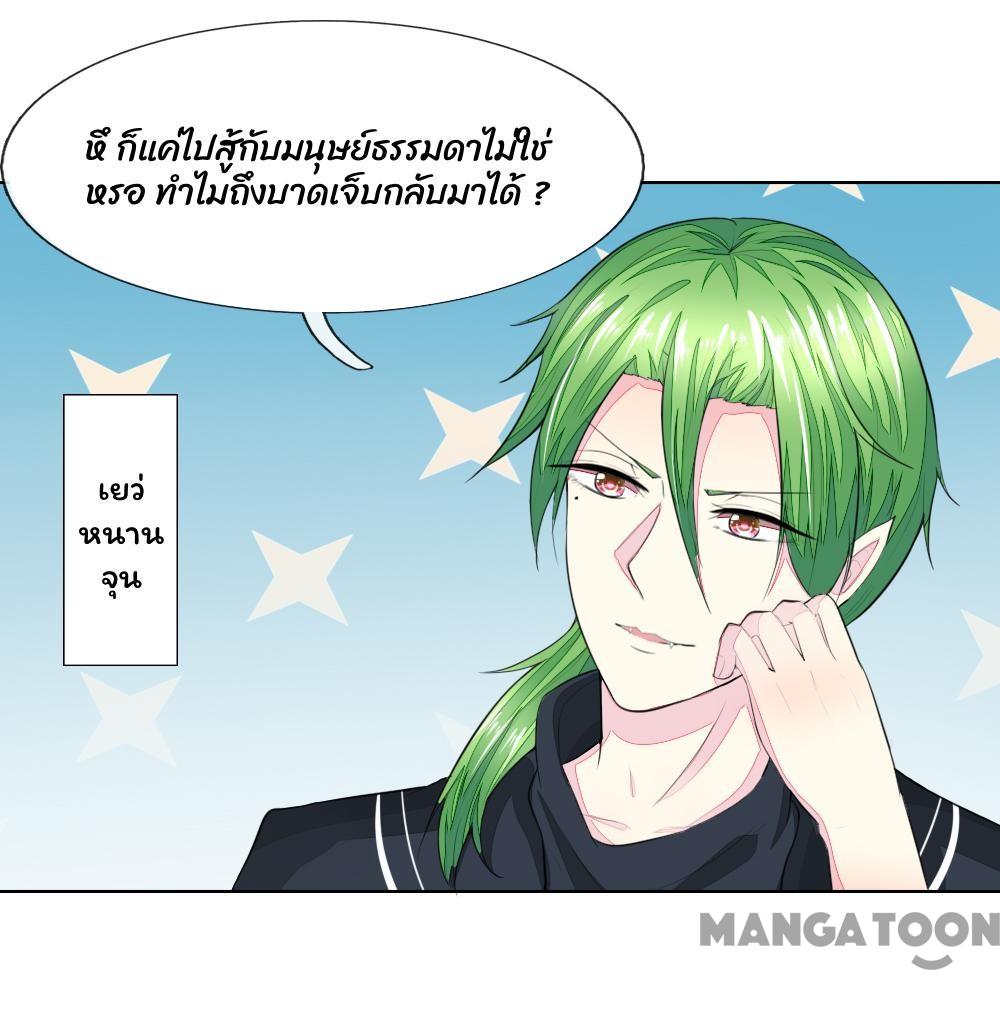 หึ ก็แค่ไปสู้กับมนุษย์ธรรมดาไม่ใช่
หรอ ทำไมถึงบาดเจ็บกลับมาได้ ?
เยว่
หนาน
จุน
MANGATOON